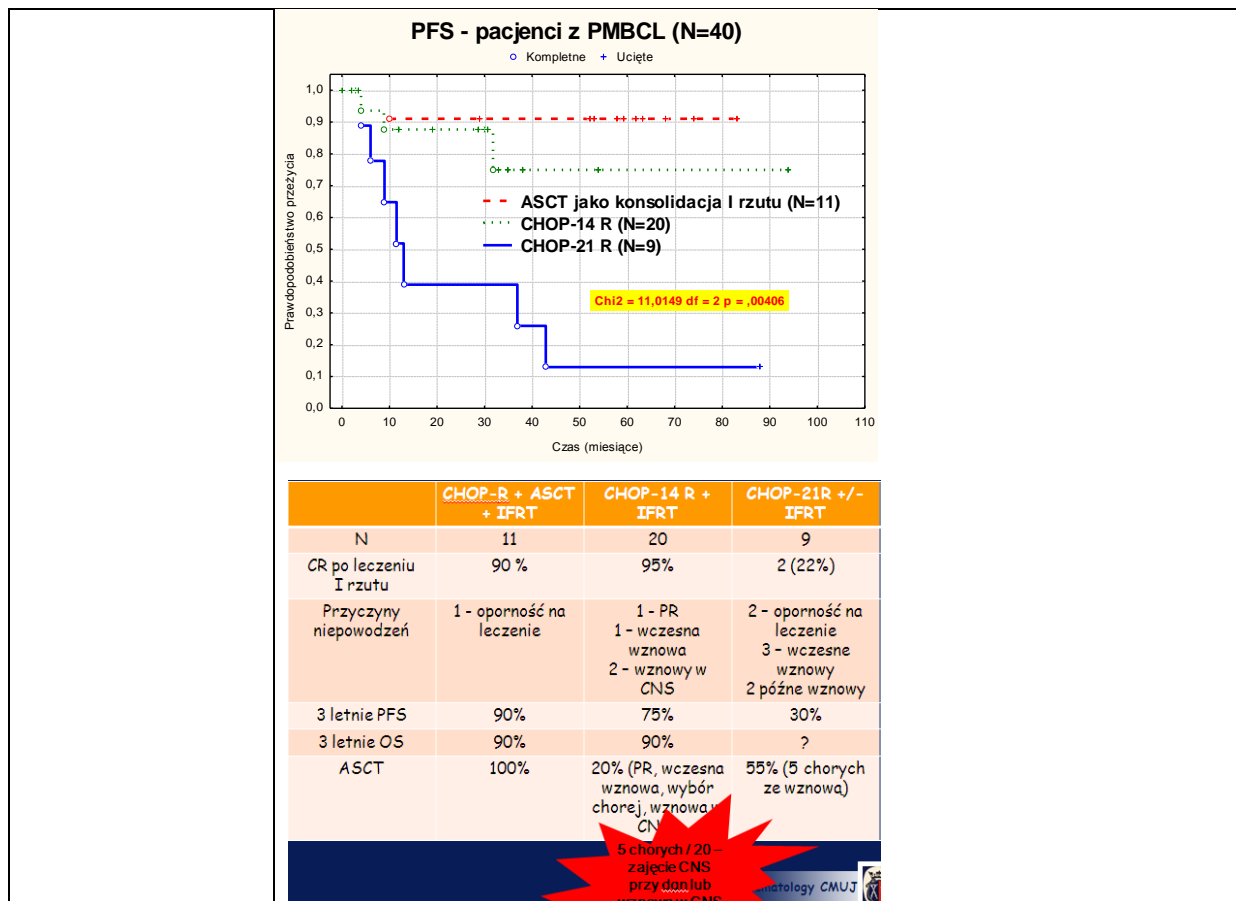 PFS - pacjenci z PMBCL (N=40)
Kompletne + Ucięte
Prawdopodobieństwo przeżycia
1,0
0,9
0,8
0,7
0,6
0,5
0,4
0,3
0,2
0,1
0,0
ASCT jako konsolidacja I rzutu (N=11)
CHOP-14 R (N=20)
CHOP-21 R (N=9)
Chi2 = 11,0149 df = 2 p = ,00406
0 10 20 30 40 50 60 70 80 90 100 110
Czas (miesiące)
CHOP-R + ASCT + IFRT
CHOP-14 R + IFRT
CHOP-21R +/- IFRT
N 11 20 9
CR po leczeniu I rzutu 90 % 95% 2 (22%)
Przyczyny niepowodzeń
1 - oporność na leczenie
1 - PR
1 – wczesna wznowa
2 – wznowy w CNS
2 – oporność na leczenie
3 – wczesne wznowy
2 późne wznowy
3 letnie PFS 90% 75% 30%
3 letnie OS 90% 90% ?
ASCT 100%
20% (PR, wczesna wznowa, wybór chorej, wznowa
55% (5 chorych ze wznową)
5 chorych / 20 –
zajęcie CNS
przy dgn lub
CNS
CMUJ